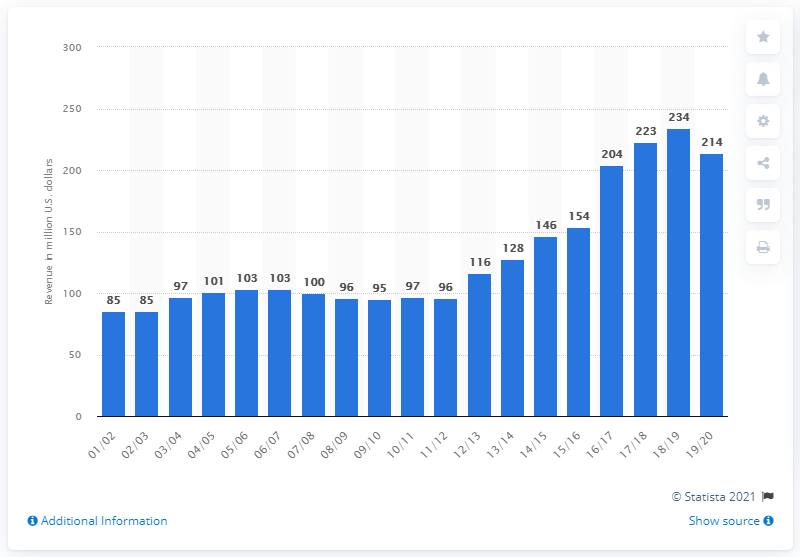 300
250
200
150
100
50
0
Revenue in million U.S. dollars
85 85 97 101 103 103 100 96 95 97 96 116 128 146 154 204 223 234 214
01/02 02/03 03/04 04/05 05/06 06/07 07/08 08/09 09/10 10/11 11/12 12/13 13/14 14/15 15/16 16/17 17/18 18/19 19/20
© Statista 2021
Additional Information
Show source